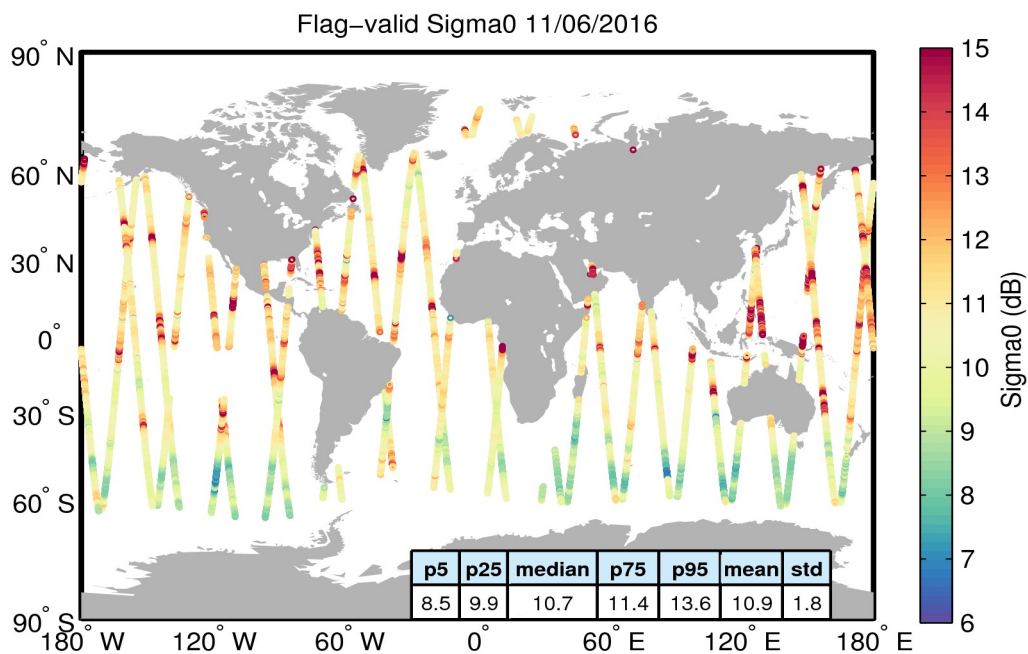 Flag−valid Sigma0 11/06/2016
90° N
60° N
30° N
0°
30° S
60° S
90° S
180° W
120° W
60° W
0°
60° E
120° E
180° E
p5 p25 median p75 p95 mean std
8.5 9.9 10.7 11.4 13.6 10.9 1.8
15
14
13
12
11
10
9
8
7
6
Sigma0 (dB)